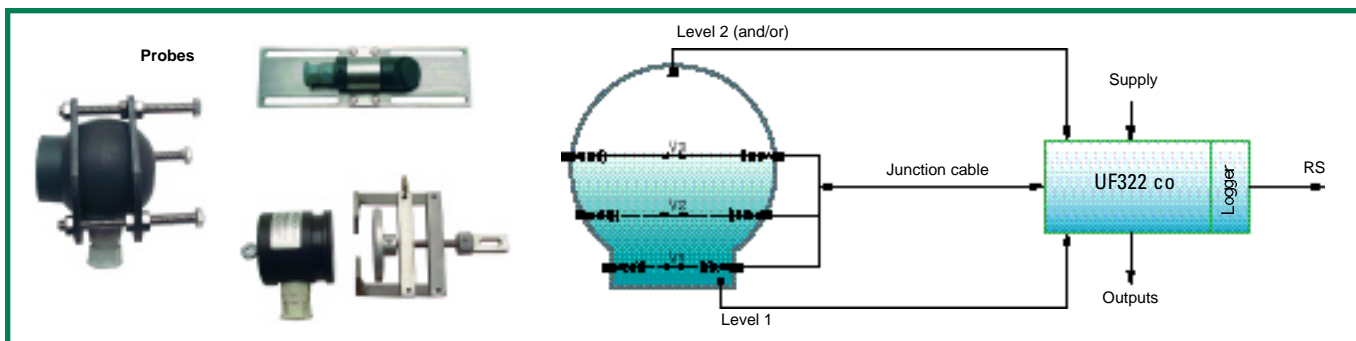 Probes
Level 2 (and/or)
Supply
V3
Junction cable
UF322 co
Logger
RS
V2
V1
Outputs
Level 1